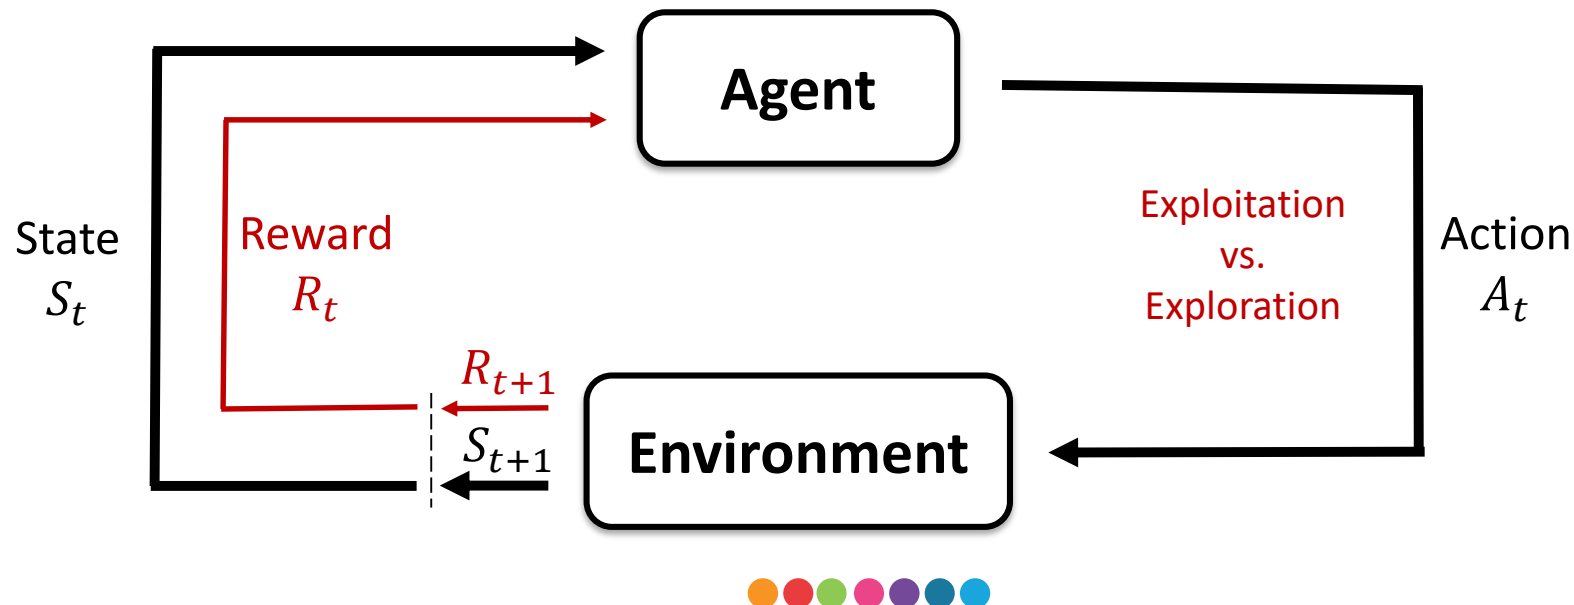 Agent
State
S_t
Reward
R_t
Exploitation
vs.
Exploration
Action
A_t
R_{t+1}
S_{t+1}
Environment